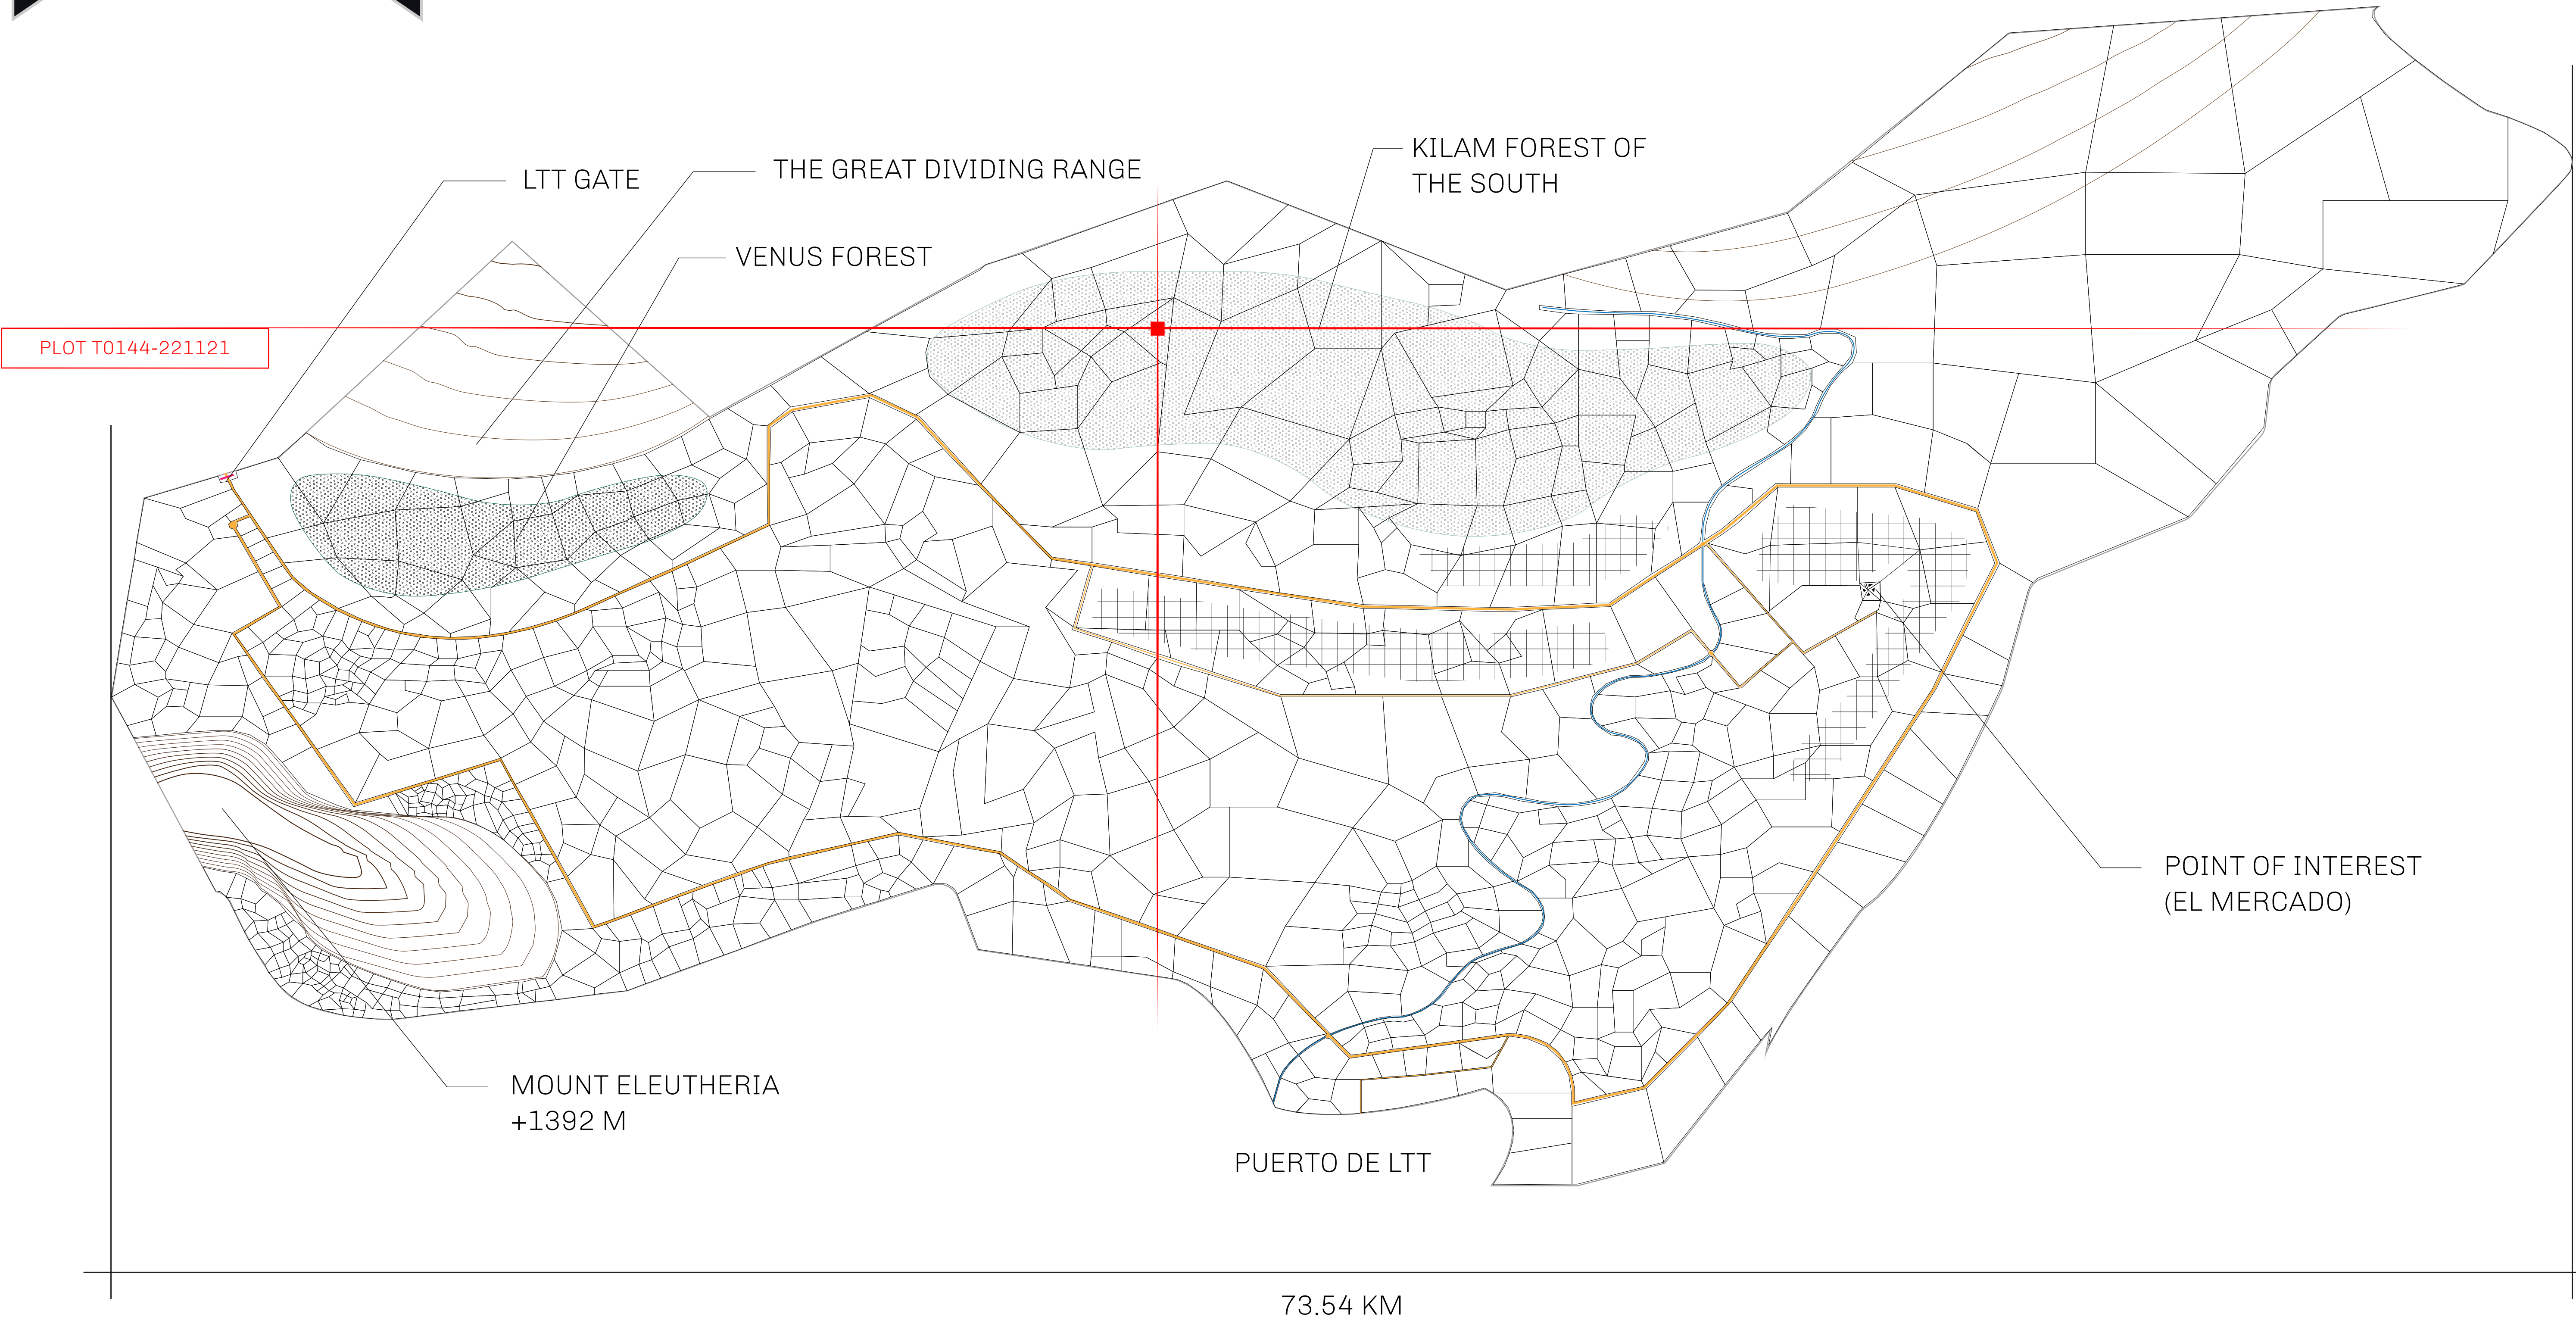 KILAM FOREST OF
THE SOUTH
THE GREAT DIVIDING RANGE
LTT GATE
VENUS FOREST
PLOT T0144-221121
POINT OF INTEREST
(EL MERCADO)
MOUNT ELEUTHERIA
+1392 M
PUERTO DE LTT
73.54 KM